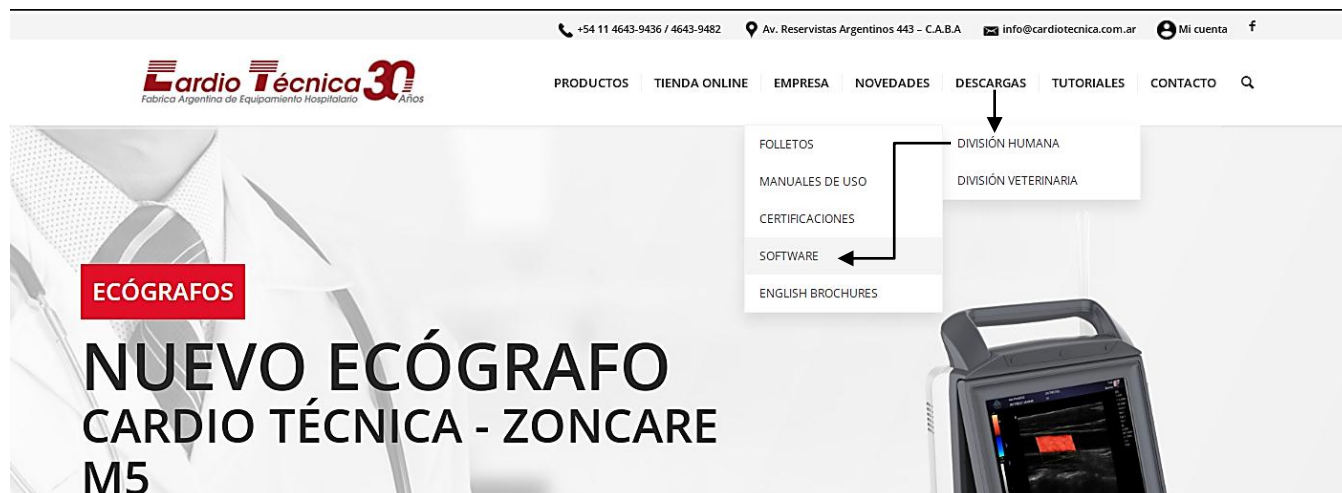 +54 11 4643-9436 / 4643-9482 Av. Reservistas Argentinos 443 – C.A.B.A info@cardiotecnica.com.ar Mi cuenta f
Cardio Técnica 30
Fabrica Argentina de Equipamiento Hospitalario Años
PRODUCTOS TIENDA ONLINE EMPRESA NOVEDADES DESCARGAS TUTORIALES CONTACTO
FOLLETOS
MANUALES DE USO
CERTIFICACIONES
SOFTWARE
ENGLISH BROCHURES
DIVISIÓN HUMANA
DIVISIÓN VETERINARIA
ECÓGRAFOS
NUEVO ECÓGRAFO
CARDIO TÉCNICA - ZONCARE
M5